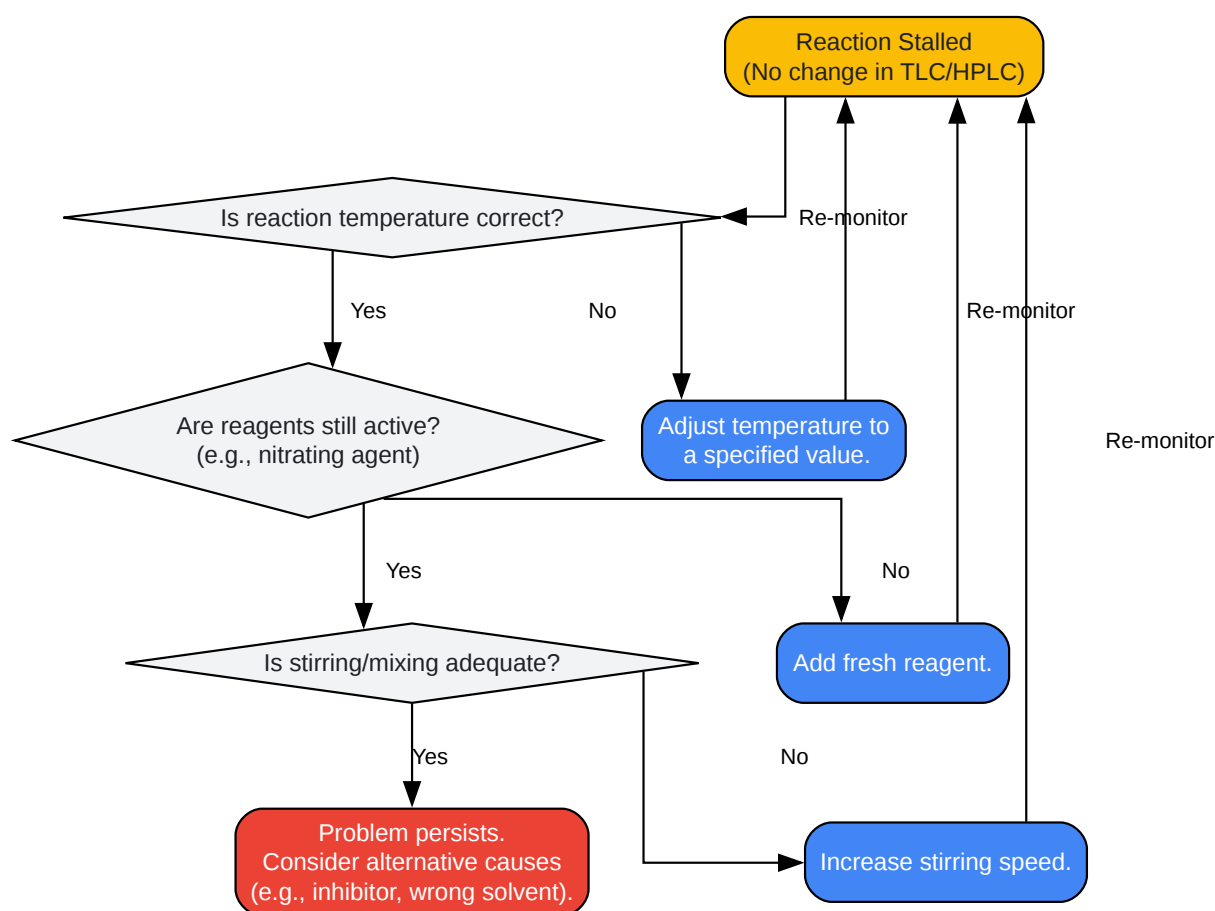 Reaction Stalled
(No change in TLC/HPLC)
Is reaction temperature correct?
Re-monitor
Yes
No
Re-monitor
Are reagents still active?
(e.g., nitrating agent)
Adjust temperature to
a specified value.
Re-monitor
Yes
No
Is stirring/mixing adequate?
Add fresh reagent.
Yes
No
Problem persists.
Consider alternative causes
(e.g., inhibitor, wrong solvent).
Increase stirring speed.